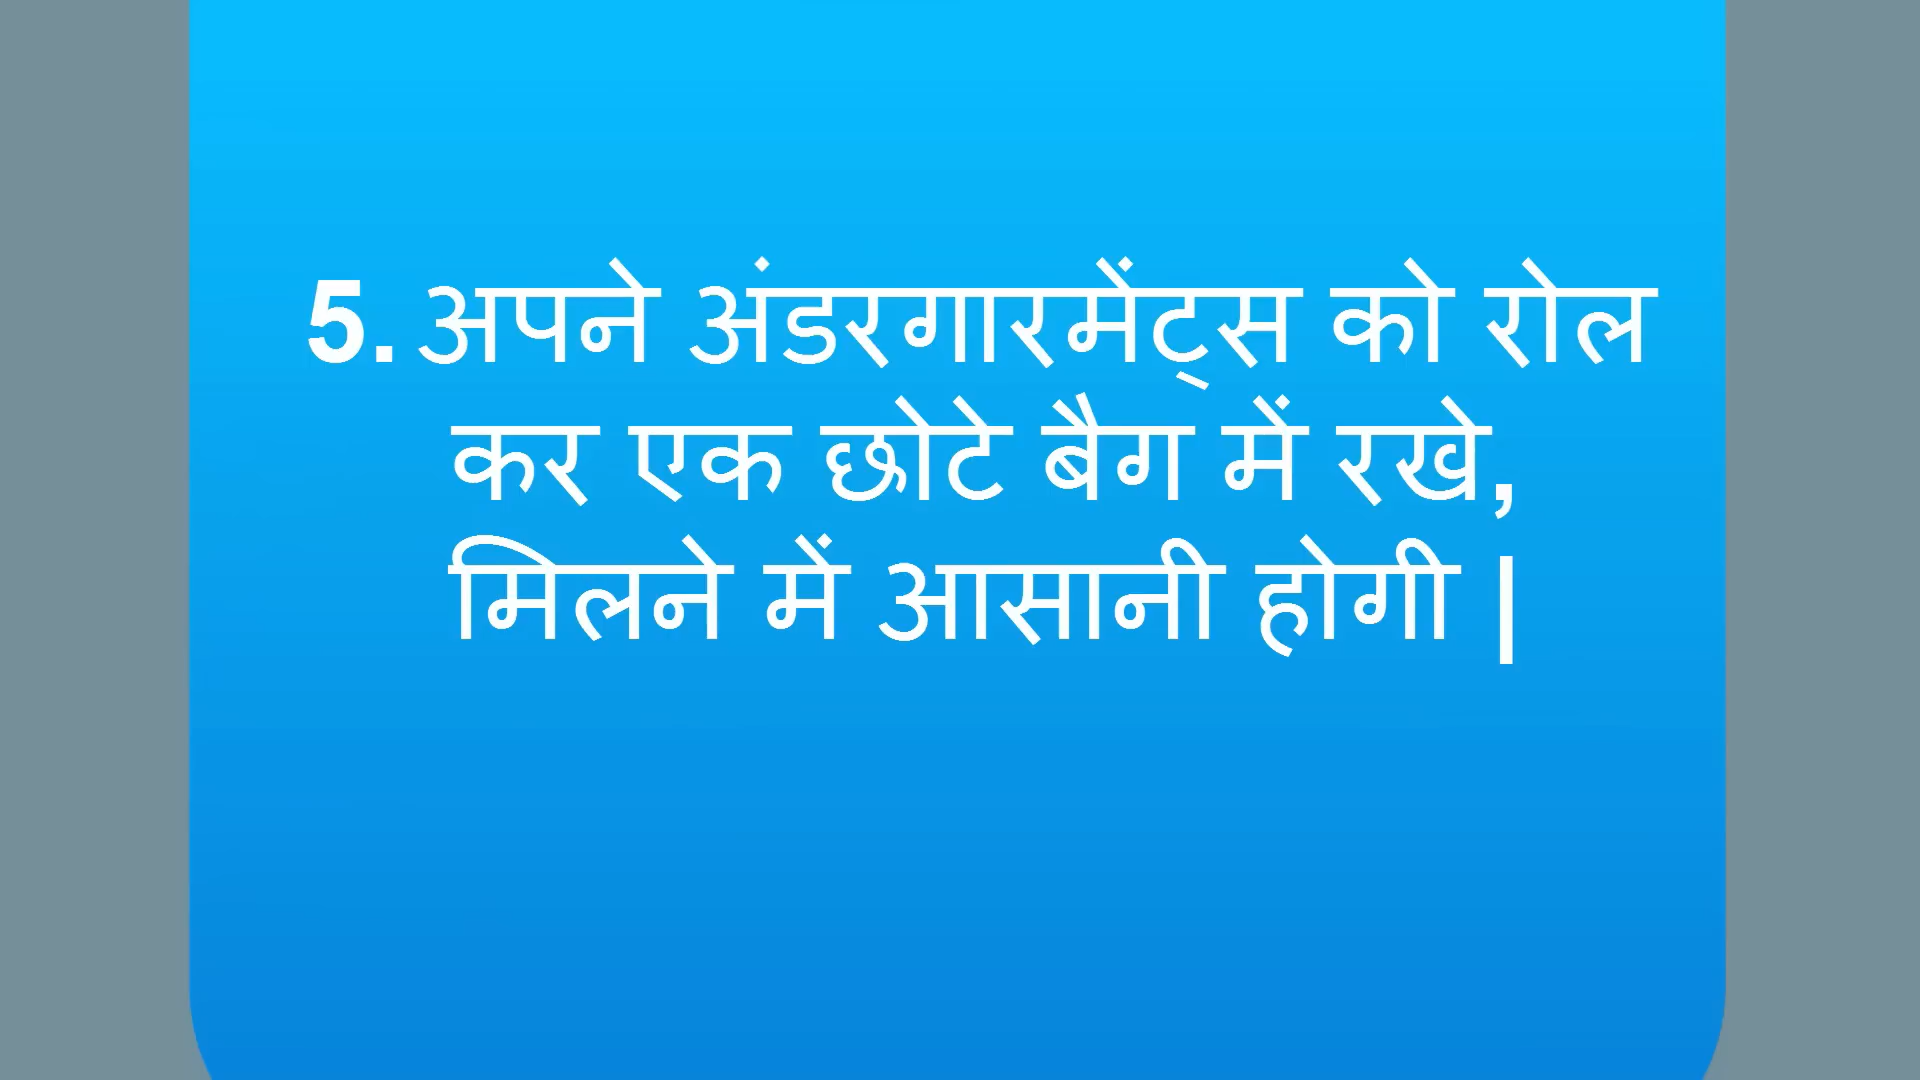 5. अपने अंडरगारमेंट्स को रोल
कर एक छोटे बैग में रखे,
मिलने में आसानी होगी |